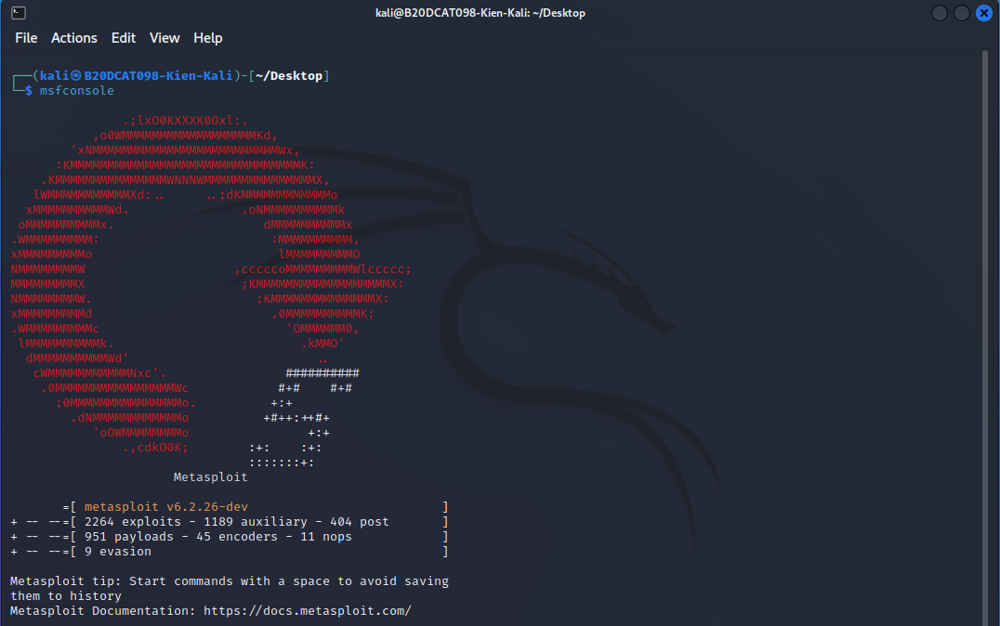 kali@B20DCAT098-Kien-Kali: ~/Desktop
File Actions Edit View Help
┌──(kali㉿B20DCAT098-Kien-Kali)-[~/Desktop]
└─$ msfconsole
               .;lxO0KXXXK0Oxl:.
           ,o0WMMMMMMMMMMMMMMMMMMKd,
        'xNMMMMMMMMMMMMMMMMMMMMMMMMMWx,
      :KMMMMMMMMMMMMMMMMMMMMMMMMMMMMMMMK:
    .KMMMMMMMMMMMMMMMWNNNWMMMMMMMMMMMMMMMX,
   lWMMMMMMMMMMMXd:..     ..;dKMMMMMMMMMMMMo
  xMMMMMMMMMMWd.               .oNMMMMMMMMMMk
 oMMMMMMMMMMx.                    dMMMMMMMMMMx
.WMMMMMMMMM:                       :MMMMMMMMMM,
xMMMMMMMMMo                         lMMMMMMMMMO
NMMMMMMMMW                    ,cccccoMMMMMMMMMWlccccc;
MMMMMMMMMX                     ;KMMMMMMMMMMMMMMMMMMX:
NMMMMMMMMW.                      ;KMMMMMMMMMMMMMMX:
xMMMMMMMMMd                        ,0MMMMMMMMMMK;
.WMMMMMMMMMc                         'OMMMMMM0,
 lMMMMMMMMMMk.                         .kMMO'
  dMMMMMMMMMMWd'                         ..
   cWMMMMMMMMMMMNxc'.                ##########
    .0MMMMMMMMMMMMMMMMWc            #+#    #+#
      ;0MMMMMMMMMMMMMMMo.          +:+
        .dNMMMMMMMMMMMMo          +#++:++#+
           'oOWMMMMMMMMo                +:+
               .,cdkO0K;        :+:    :+:
                                :::::::+:
                      Metasploit
       =[ metasploit v6.2.26-dev                          ]
+ -- --=[ 2264 exploits - 1189 auxiliary - 404 post       ]
+ -- --=[ 951 payloads - 45 encoders - 11 nops            ]
+ -- --=[ 9 evasion                                       ]
Metasploit tip: Start commands with a space to avoid saving
them to history
Metasploit Documentation: https://docs.metasploit.com/